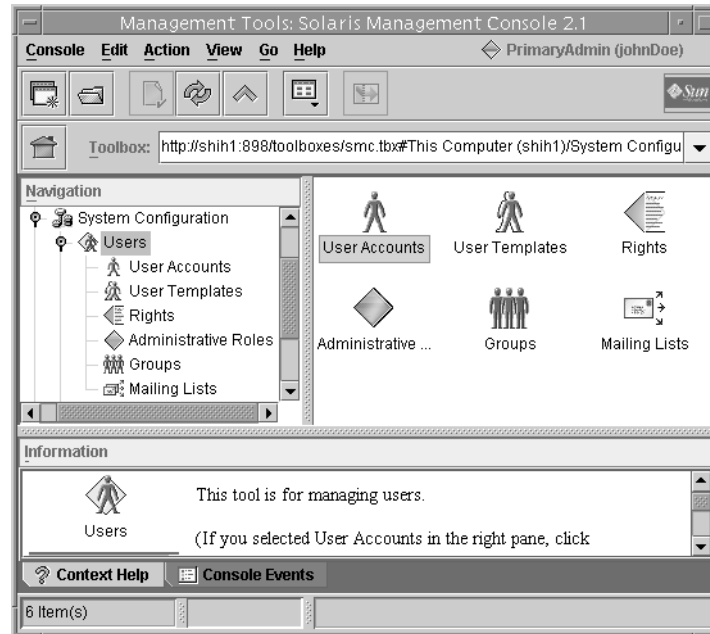 Management Tools: Solaris Management Console 2.1
Console Edit Action View Go Help PrimaryAdmin (johnDoe)
Sun
Toolbox: http://shih1:898/toolboxes/smc.tbx#This Computer (shih1)/System Configu
Navigation
System Configuration
Users
User Accounts
User Templates
Rights
Administrative Roles
Groups
Mailing Lists
User Accounts User Templates Rights
Administrative ... Groups Mailing Lists
Information
Users
This tool is for managing users.
(If you selected User Accounts in the right pane, click
Context Help Console Events
6 Item(s)